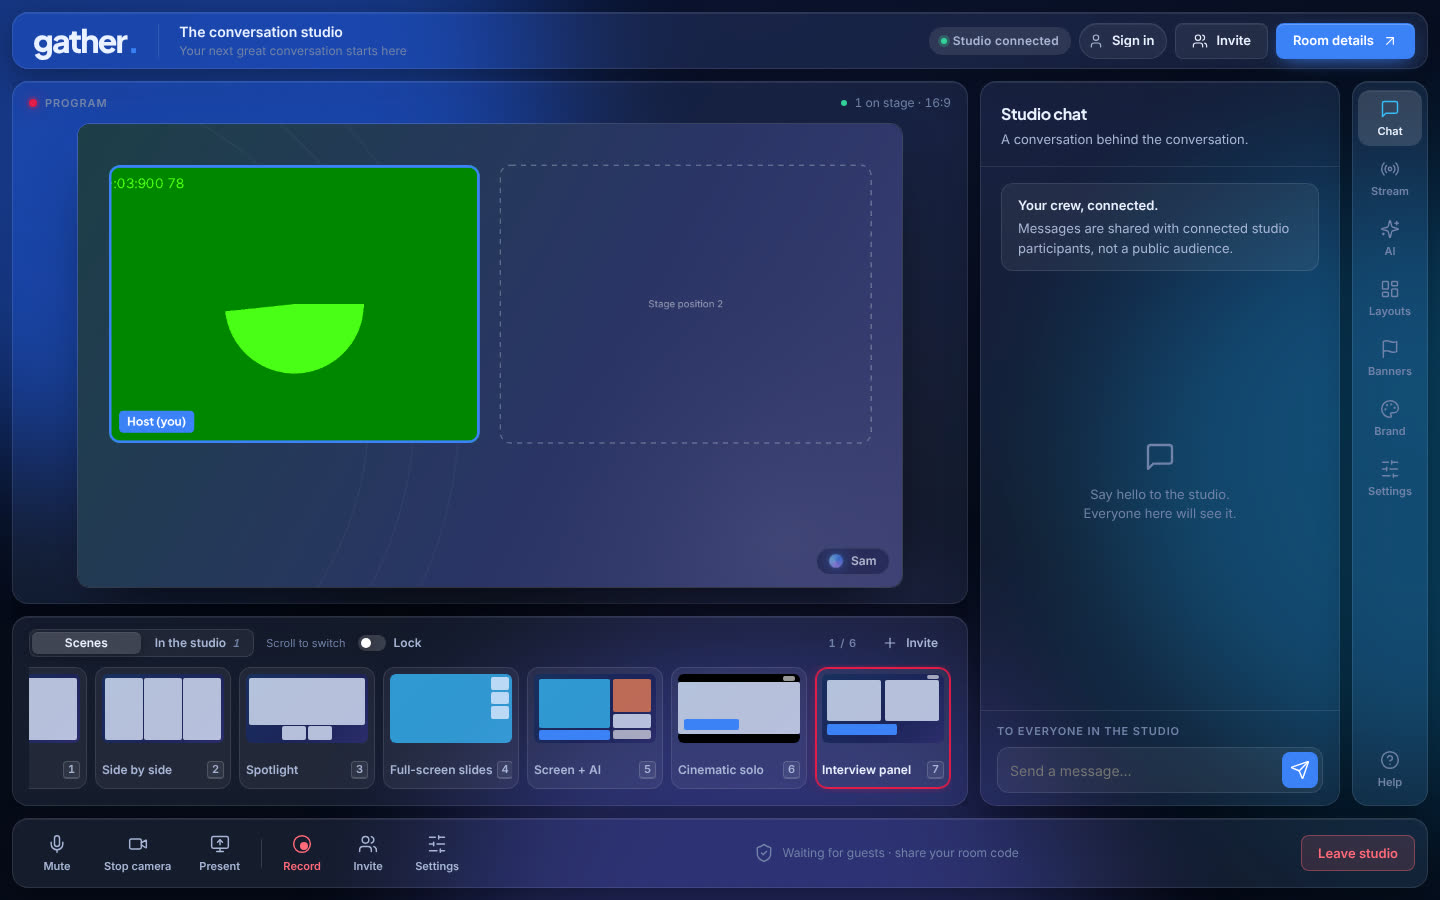 gather.
The conversation studio
Your next great conversation starts here
Studio connected
Sign in
Invite
Room details
PROGRAM
1 on stage · 16:9
:03:900 78
Host (you)
Stage position 2
Sam
Scenes
In the studio 1
Scroll to switch
Lock
1 / 6
Invite
1
Side by side 2
Spotlight 3
Full-screen slides 4
Screen + AI 5
Cinematic solo 6
Interview panel 7
Studio chat
A conversation behind the conversation.
Your crew, connected.
Messages are shared with connected studio
participants, not a public audience.
Say hello to the studio.
Everyone here will see it.
TO EVERYONE IN THE STUDIO
Send a message...
Chat
Stream
AI
Layouts
Banners
Brand
Settings
Help
Mute
Stop camera
Present
Record
Invite
Settings
Waiting for guests · share your room code
Leave studio